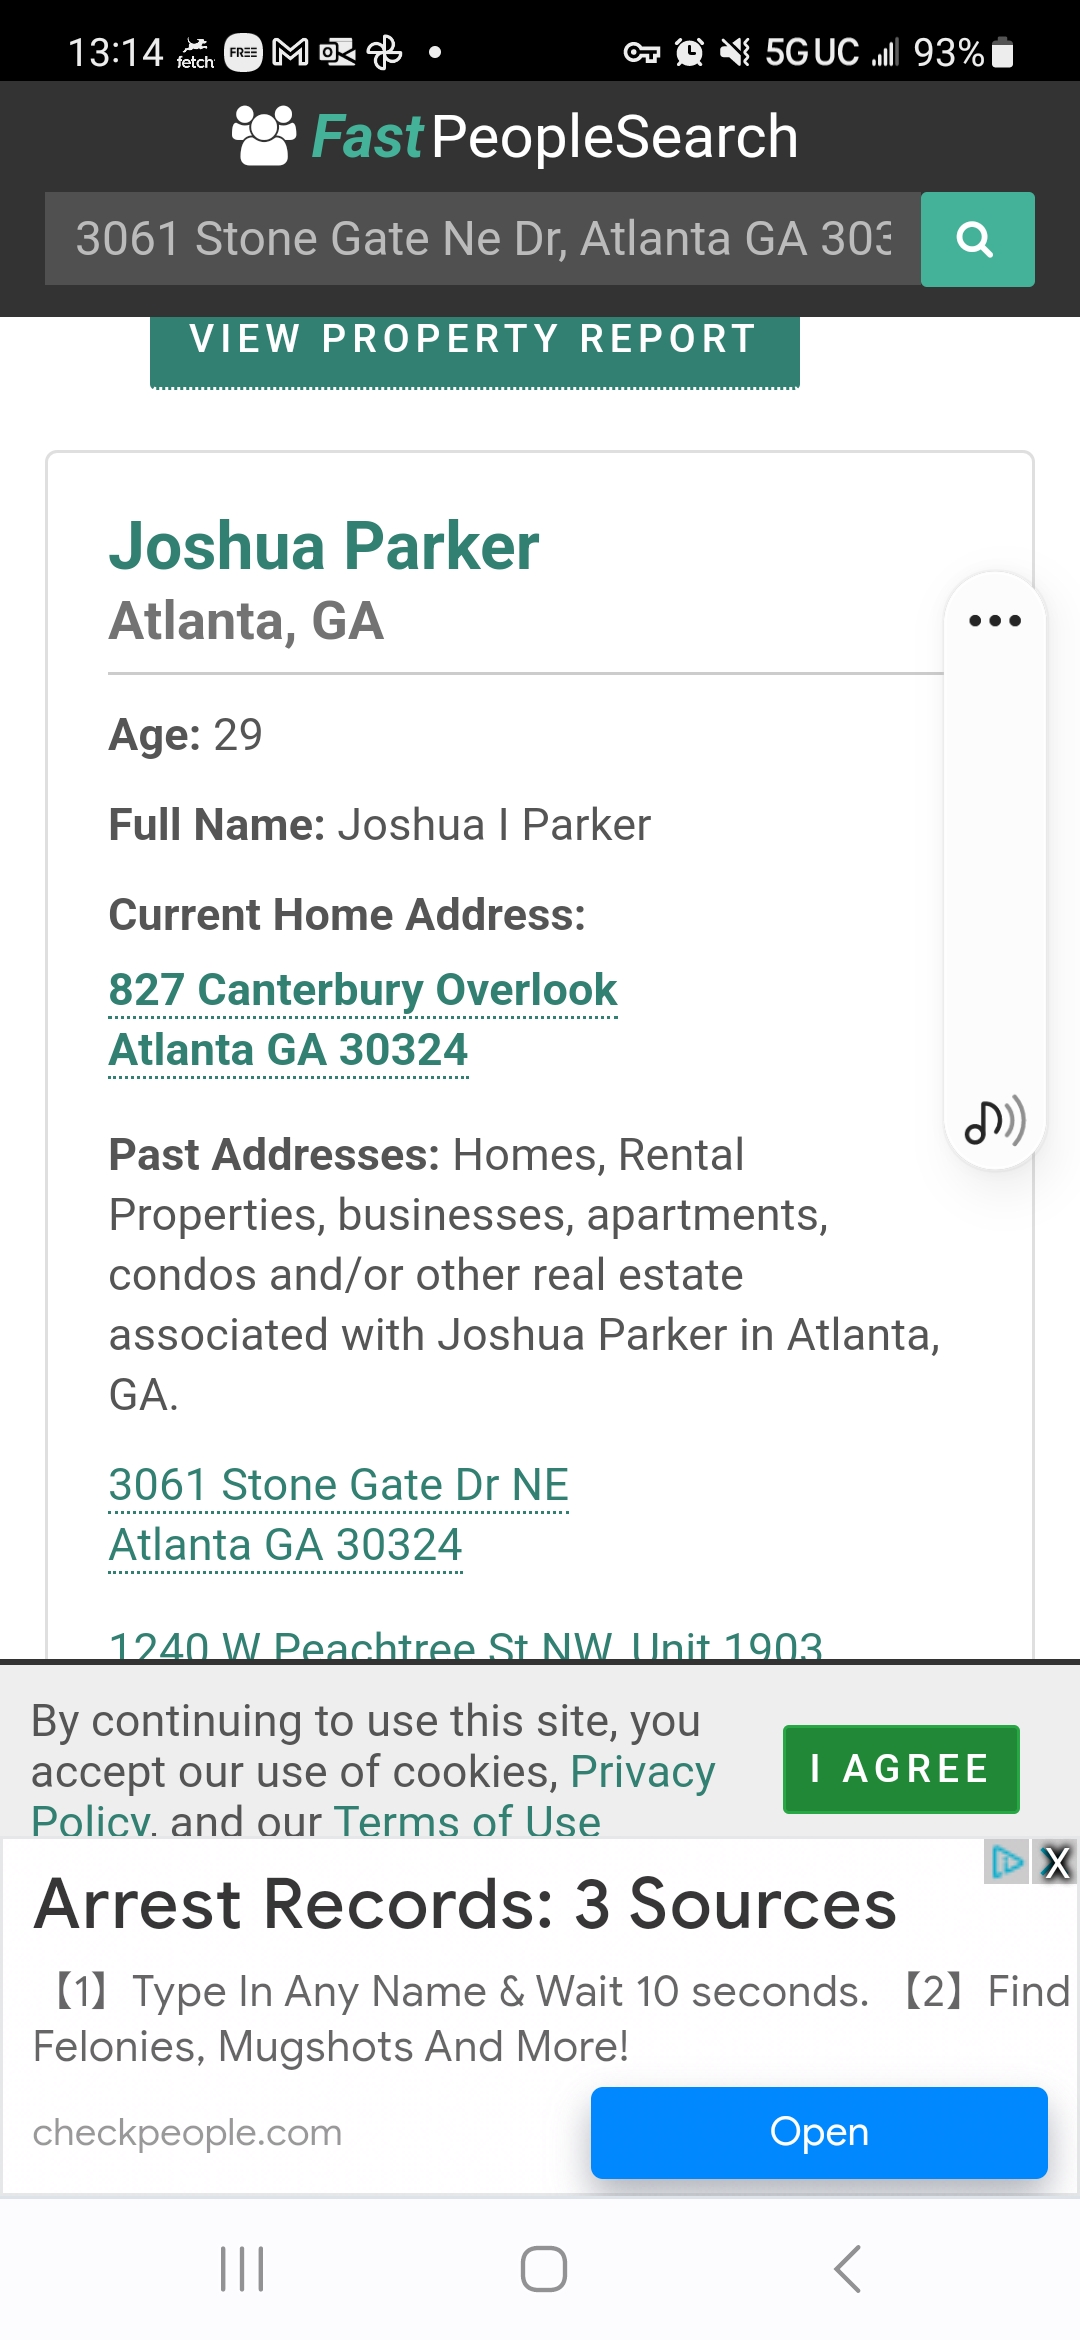 13:14 fetch FREE 5G UC 93%
FastPeopleSearch
3061 Stone Gate Ne Dr, Atlanta GA 303
VIEW PROPERTY REPORT
Joshua Parker
Atlanta, GA
Age: 29
Full Name: Joshua I Parker
Current Home Address:
827 Canterbury Overlook
Atlanta GA 30324
Past Addresses: Homes, Rental
Properties, businesses, apartments,
condos and/or other real estate
associated with Joshua Parker in Atlanta,
GA.
3061 Stone Gate Dr NE
Atlanta GA 30324
1240 W Peachtree St NW Unit 1903
By continuing to use this site, you
accept our use of cookies, Privacy
Policy, and our Terms of Use
I AGREE
Arrest Records: 3 Sources
【1】 Type In Any Name & Wait 10 seconds. 【2】 Find
Felonies, Mugshots And More!
checkpeople.com
Open